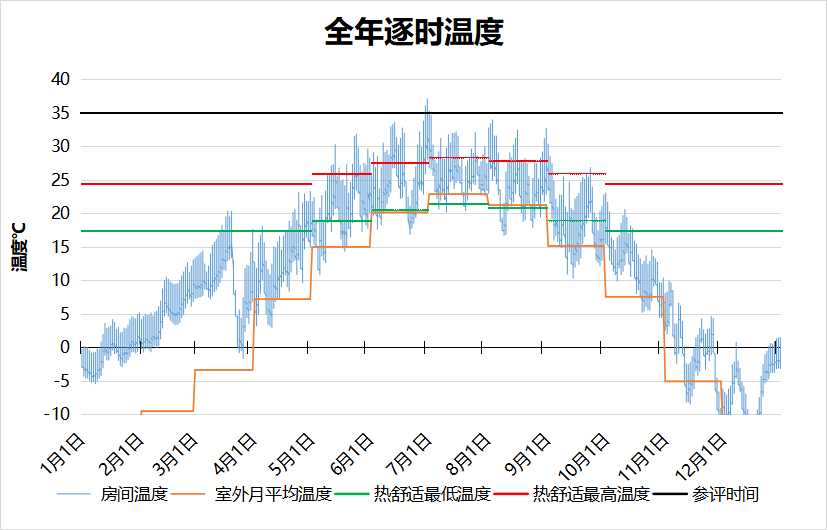 全年逐时温度
温度℃
40
35
30
25
20
15
10
5
0
-5
-10
1月1日
2月1日
3月1日
4月1日
5月1日
6月1日
7月1日
8月1日
9月1日
10月1日
11月1日
12月1日
房间温度 室外月平均温度 热舒适最低温度 热舒适最高温度 参评时间